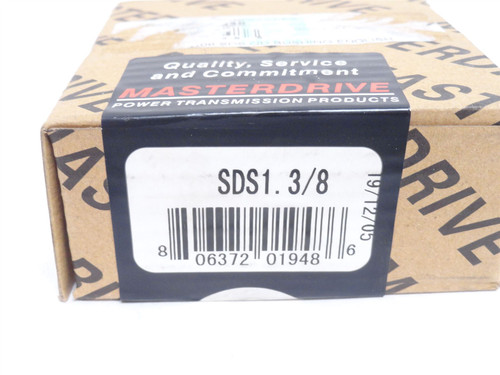 Quality, Service
and Commitment
MASTERDRIVE
POWER TRANSMISSION PRODUCTS
SDS1.3/8
19/12/05
8 06372 01948 6